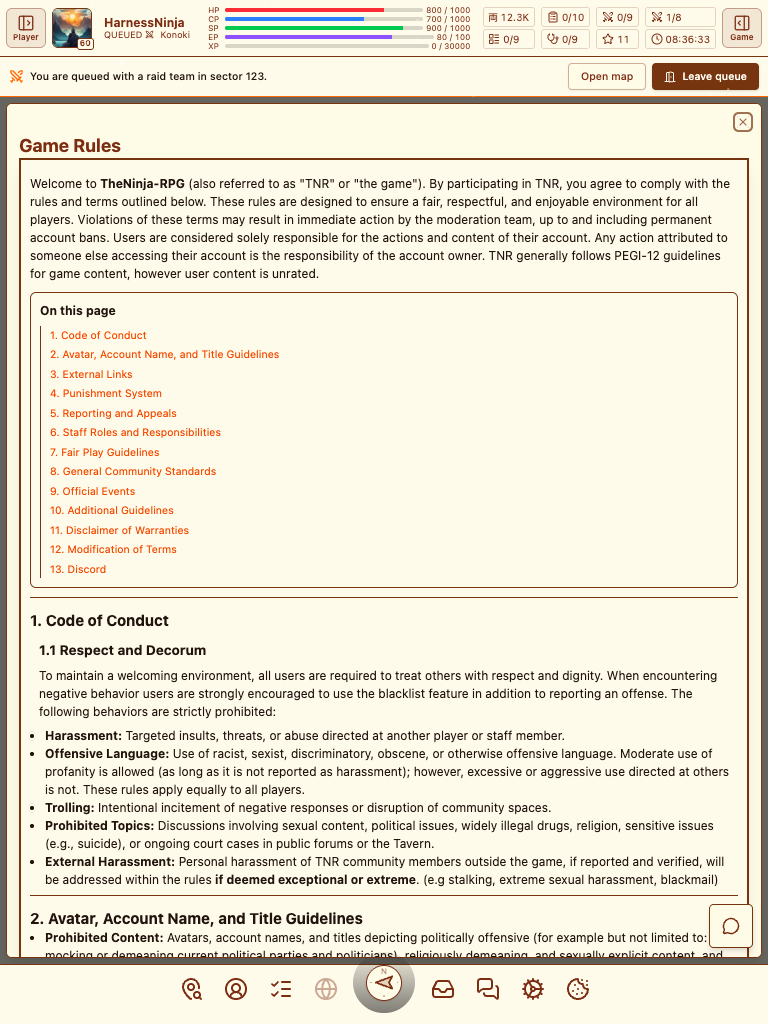 Player
60
HarnessNinja
QUEUED Konoki
HP 800 / 1000
CP 700 / 1000
SP 900 / 1000
EP 80 / 100
XP 0 / 30000
12.3K
0/10
0/9
1/8
0/9
0/9
11
08:36:33
Game
You are queued with a raid team in sector 123.
Open map
Leave queue
Game Rules
Welcome to TheNinja-RPG (also referred to as "TNR" or "the game"). By participating in TNR, you agree to comply with the
rules and terms outlined below. These rules are designed to ensure a fair, respectful, and enjoyable environment for all
players. Violations of these terms may result in immediate action by the moderation team, up to and including permanent
account bans. Users are considered solely responsible for the actions and content of their account. Any action attributed to
someone else accessing their account is the responsibility of the account owner. TNR generally follows PEGI-12 guidelines
for game content, however user content is unrated.
On this page
1. Code of Conduct
2. Avatar, Account Name, and Title Guidelines
3. External Links
4. Punishment System
5. Reporting and Appeals
6. Staff Roles and Responsibilities
7. Fair Play Guidelines
8. General Community Standards
9. Official Events
10. Additional Guidelines
11. Disclaimer of Warranties
12. Modification of Terms
13. Discord
1. Code of Conduct
1.1 Respect and Decorum
To maintain a welcoming environment, all users are required to treat others with respect and dignity. When encountering
negative behavior users are strongly encouraged to use the blacklist feature in addition to reporting an offense. The
following behaviors are strictly prohibited:
• Harassment: Targeted insults, threats, or abuse directed at another player or staff member.
• Offensive Language: Use of racist, sexist, discriminatory, obscene, or otherwise offensive language. Moderate use of
profanity is allowed (as long as it is not reported as harassment); however, excessive or aggressive use directed at others
is not. These rules apply equally to all players.
• Trolling: Intentional incitement of negative responses or disruption of community spaces.
• Prohibited Topics: Discussions involving sexual content, political issues, widely illegal drugs, religion, sensitive issues
(e.g., suicide), or ongoing court cases in public forums or the Tavern.
• External Harassment: Personal harassment of TNR community members outside the game, if reported and verified, will
be addressed within the rules if deemed exceptional or extreme. (e.g stalking, extreme sexual harassment, blackmail)
2. Avatar, Account Name, and Title Guidelines
• Prohibited Content: Avatars, account names, and titles depicting politically offensive (for example but not limited to:
mocking or demeaning current political parties and politicians), religiously demeaning, and sexually explicit content, and
N